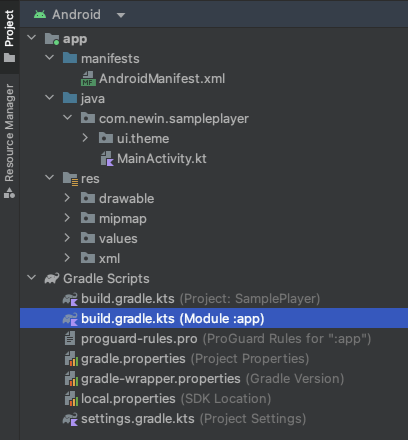 Project
Resource Manager
Android
app
manifests
AndroidManifest.xml
java
com.newin.sampleplayer
ui.theme
MainActivity.kt
res
drawable
mipmap
values
xml
Gradle Scripts
build.gradle.kts (Project: SamplePlayer)
build.gradle.kts (Module :app)
proguard-rules.pro (ProGuard Rules for ":app")
gradle.properties (Project Properties)
gradle-wrapper.properties (Gradle Version)
local.properties (SDK Location)
settings.gradle.kts (Project Settings)